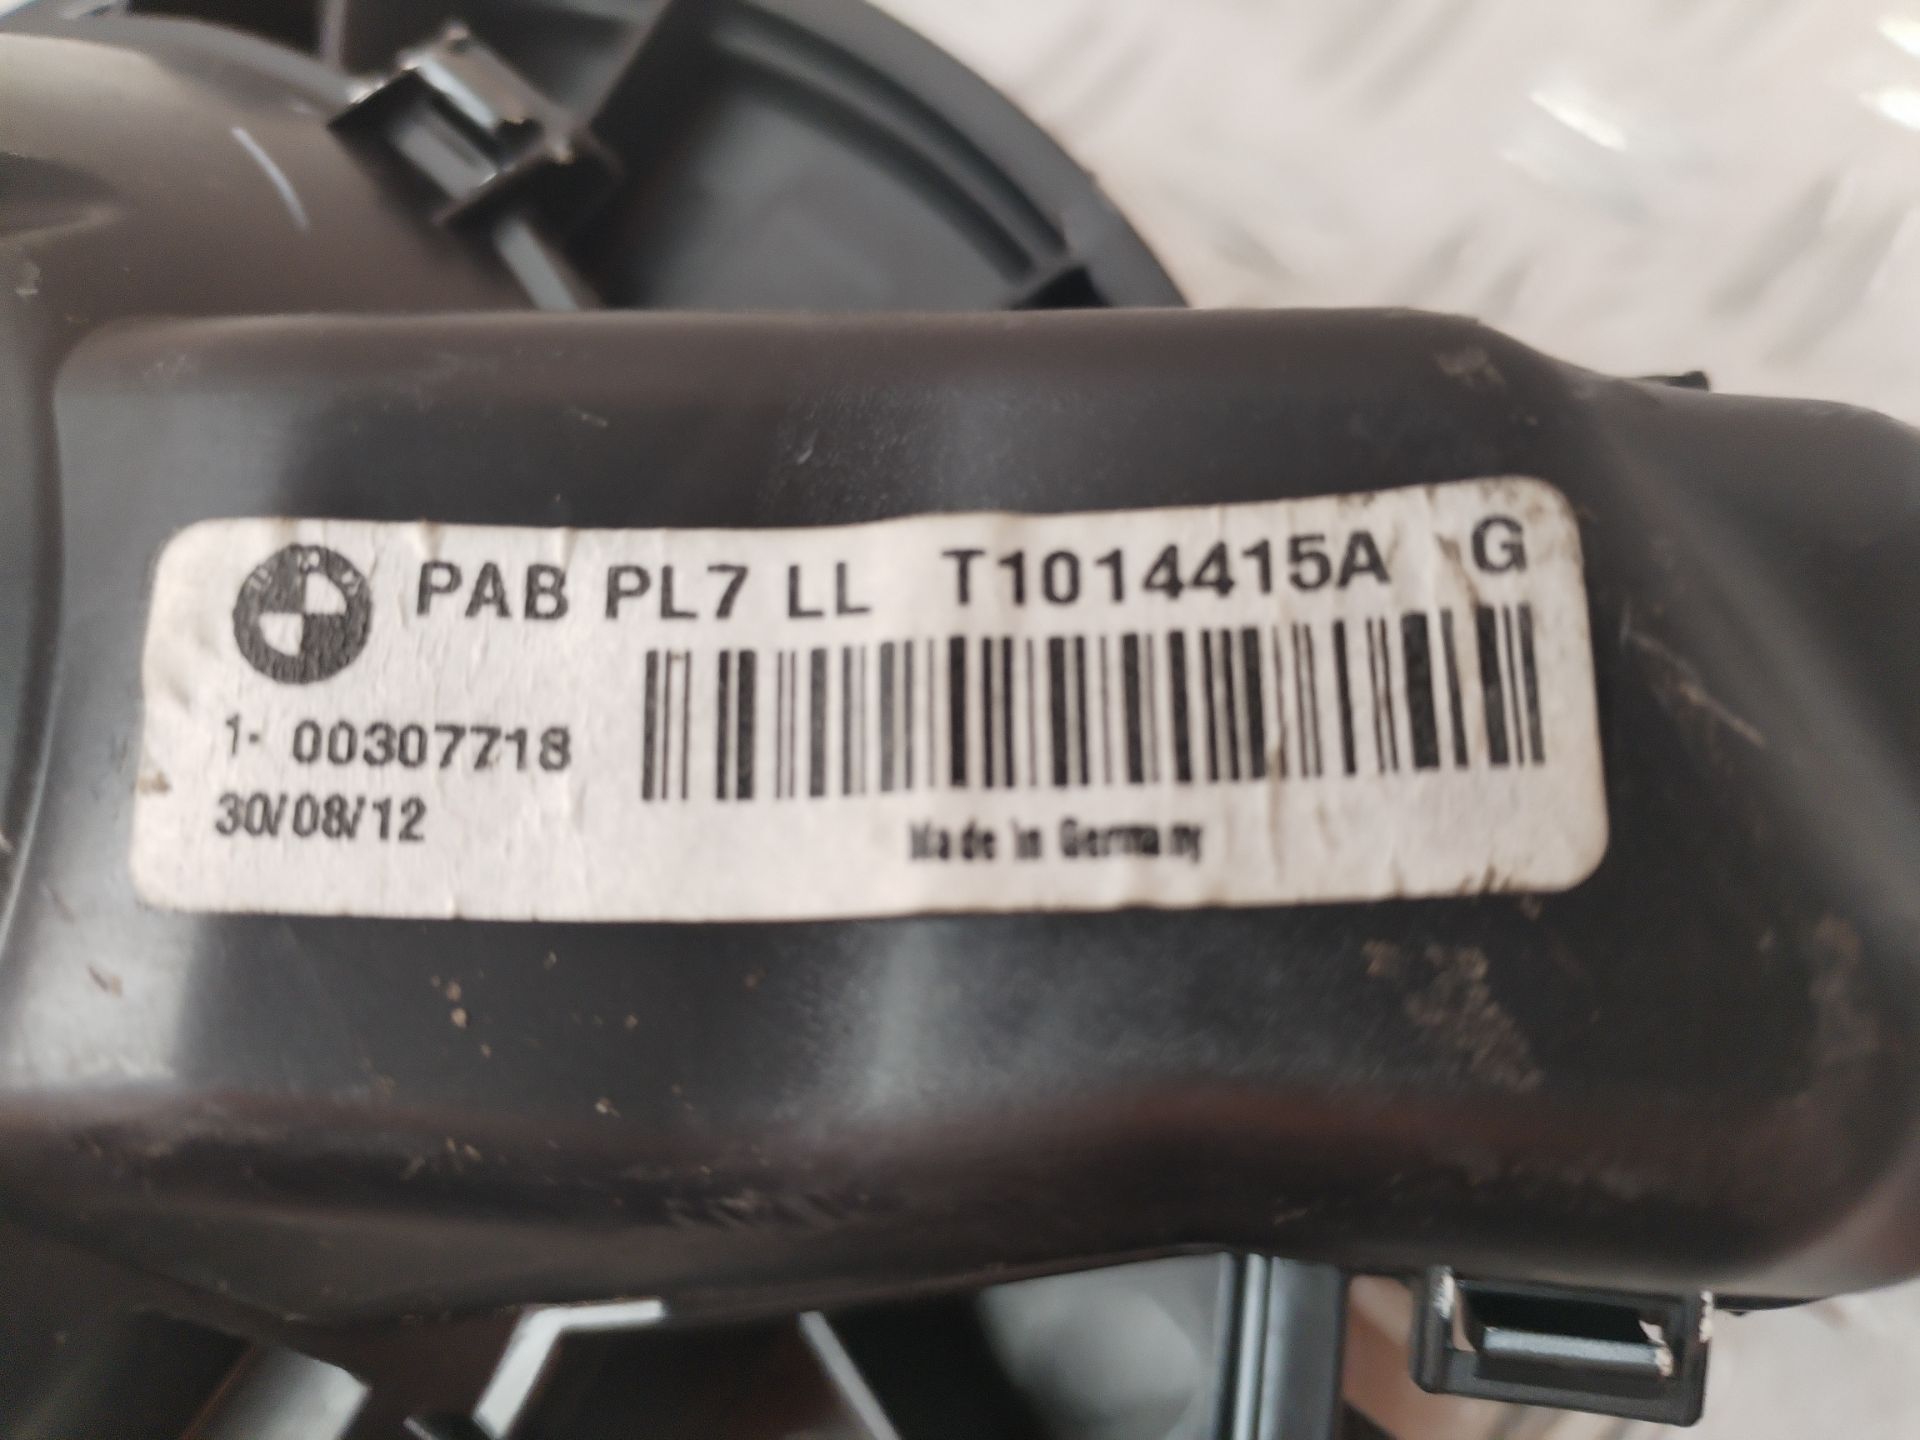 PAB PL7 LL T1014415A G
1- 00307718
30/08/12
Made in Germany